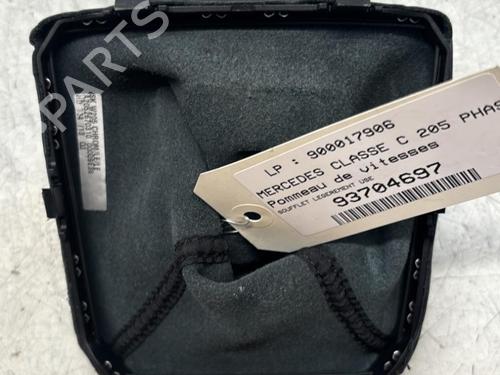 PARTS
LP : 900017906
MERCEDES CLASSE C 205 PHAS
Pommeau de vitesses
SOUFFLET LEGEREMENT USE
93704697